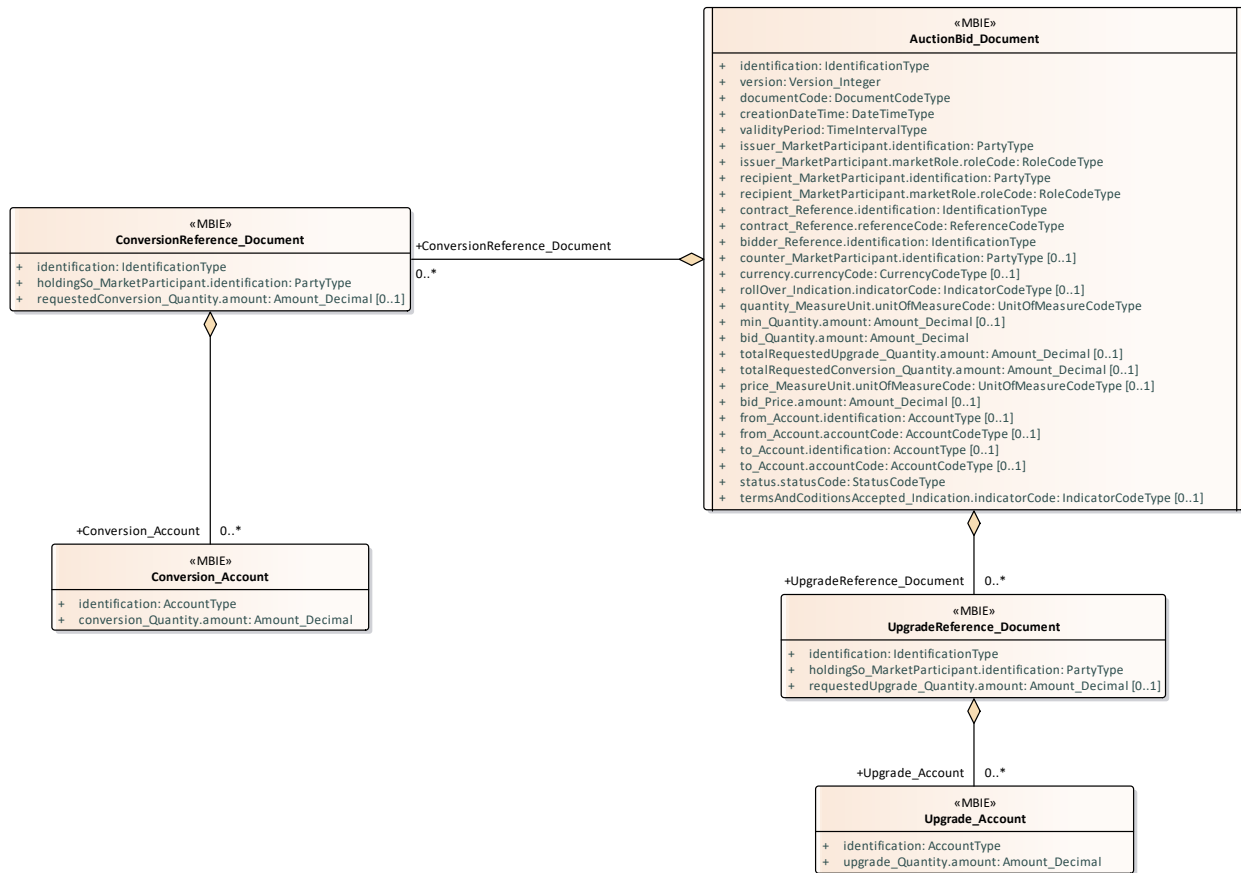 «MBIE»
AuctionBid_Document
+ identification: IdentificationType
+ version: Version_Integer
+ documentCode: DocumentCodeType
+ creationDateTime: DateTimeType
+ validityPeriod: TimeIntervalType
+ issuer_MarketParticipant.identification: PartyType
+ issuer_MarketParticipant.marketRole.roleCode: RoleCodeType
+ recipient_MarketParticipant.identification: PartyType
+ recipient_MarketParticipant.marketRole.roleCode: RoleCodeType
+ contract_Reference.identification: IdentificationType
+ contract_Reference.referenceCode: ReferenceCodeType
+ bidder_Reference.identification: IdentificationType
+ counter_MarketParticipant.identification: PartyType [0..1]
+ currency.currencyCode: CurrencyCodeType [0..1]
+ rollOver_Indication.indicatorCode: IndicatorCodeType [0..1]
+ quantity_MeasureUnit.unitOfMeasureCode: UnitOfMeasureCodeType
+ min_Quantity.amount: Amount_Decimal [0..1]
+ bid_Quantity.amount: Amount_Decimal
+ totalRequestedUpgrade_Quantity.amount: Amount_Decimal [0..1]
+ totalRequestedConversion_Quantity.amount: Amount_Decimal [0..1]
+ price_MeasureUnit.unitOfMeasureCode: UnitOfMeasureCodeType [0..1]
+ bid_Price.amount: Amount_Decimal [0..1]
+ from_Account.identification: AccountType [0..1]
+ from_Account.accountCode: AccountCodeType [0..1]
+ to_Account.identification: AccountType [0..1]
+ to_Account.accountCode: AccountCodeType [0..1]
+ status.statusCode: StatusCodeType
+ termsAndCoditionsAccepted_Indication.indicatorCode: IndicatorCodeType [0..1]
«MBIE»
ConversionReference_Document
+ identification: IdentificationType
+ holdingSo_MarketParticipant.identification: PartyType
+ requestedConversion_Quantity.amount: Amount_Decimal [0..1]
+ConversionReference_Document
0..*
+Conversion_Account 0..*
«MBIE»
Conversion_Account
+ identification: AccountType
+ conversion_Quantity.amount: Amount_Decimal
+UpgradeReference_Document 0..*
«MBIE»
UpgradeReference_Document
+ identification: IdentificationType
+ holdingSo_MarketParticipant.identification: PartyType
+ requestedUpgrade_Quantity.amount: Amount_Decimal [0..1]
+Upgrade_Account 0..*
«MBIE»
Upgrade_Account
+ identification: AccountType
+ upgrade_Quantity.amount: Amount_Decimal